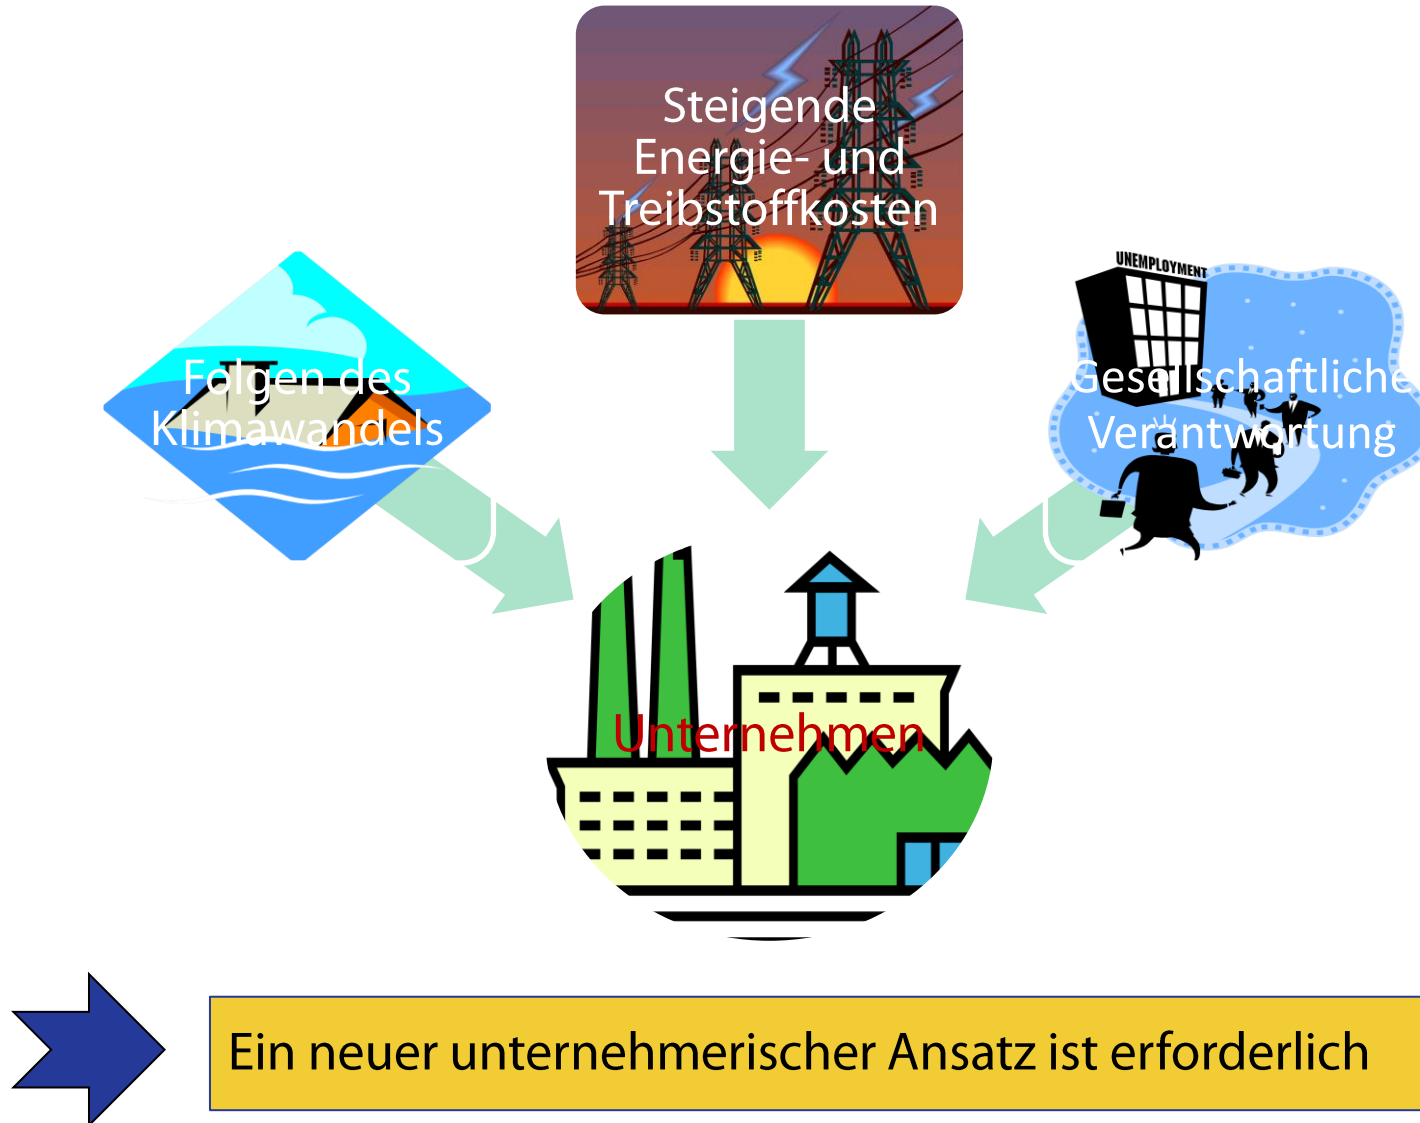 Steigende
Energie- und
Treibstoffkosten
Folgen des
Klimawandels
UNEMPLOYMENT
Gesellschaftliche
Verantwortung
Unternehmen
Ein neuer unternehmerischer Ansatz ist erforderlich